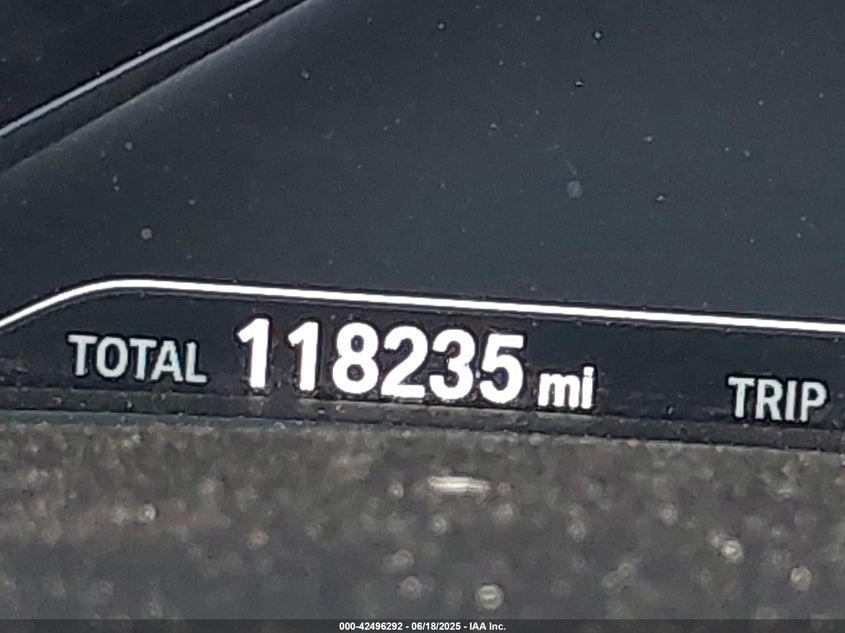 TOTAL 118235 mi TRIP
000-42496292 - 06/18/2025 - IAA Inc.